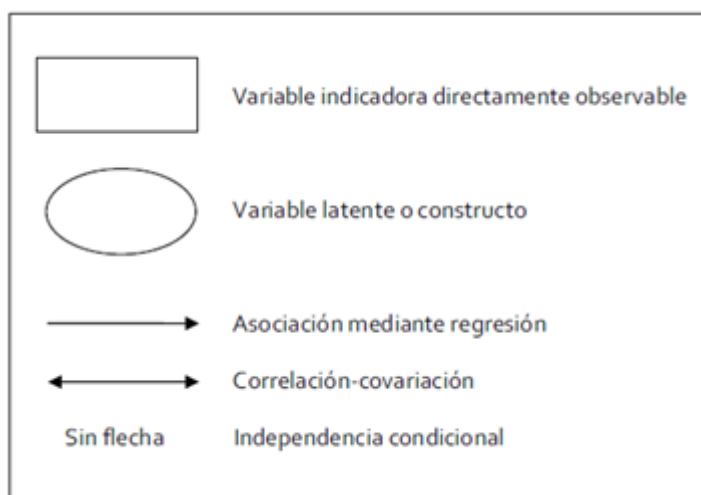 Variable indicadora directamente observable
Variable latente o constructo
Asociación mediante regresión
Correlación-covariación
Sin flecha Independencia condicional